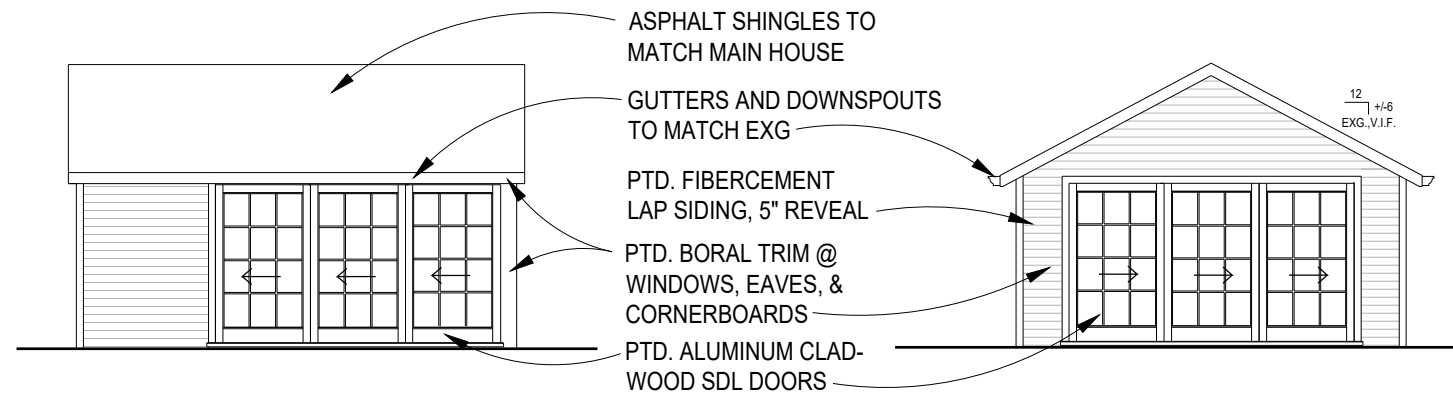 ASPHALT SHINGLES TO
MATCH MAIN HOUSE
GUTTERS AND DOWNSPOUTS
TO MATCH EXG
PTD. FIBERCEMENT
LAP SIDING, 5" REVEAL
PTD. BORAL TRIM @
WINDOWS, EAVES, &
CORNERBOARDS
PTD. ALUMINUM CLAD-
WOOD SDL DOORS
12
+/-6
EXG.,V.I.F.